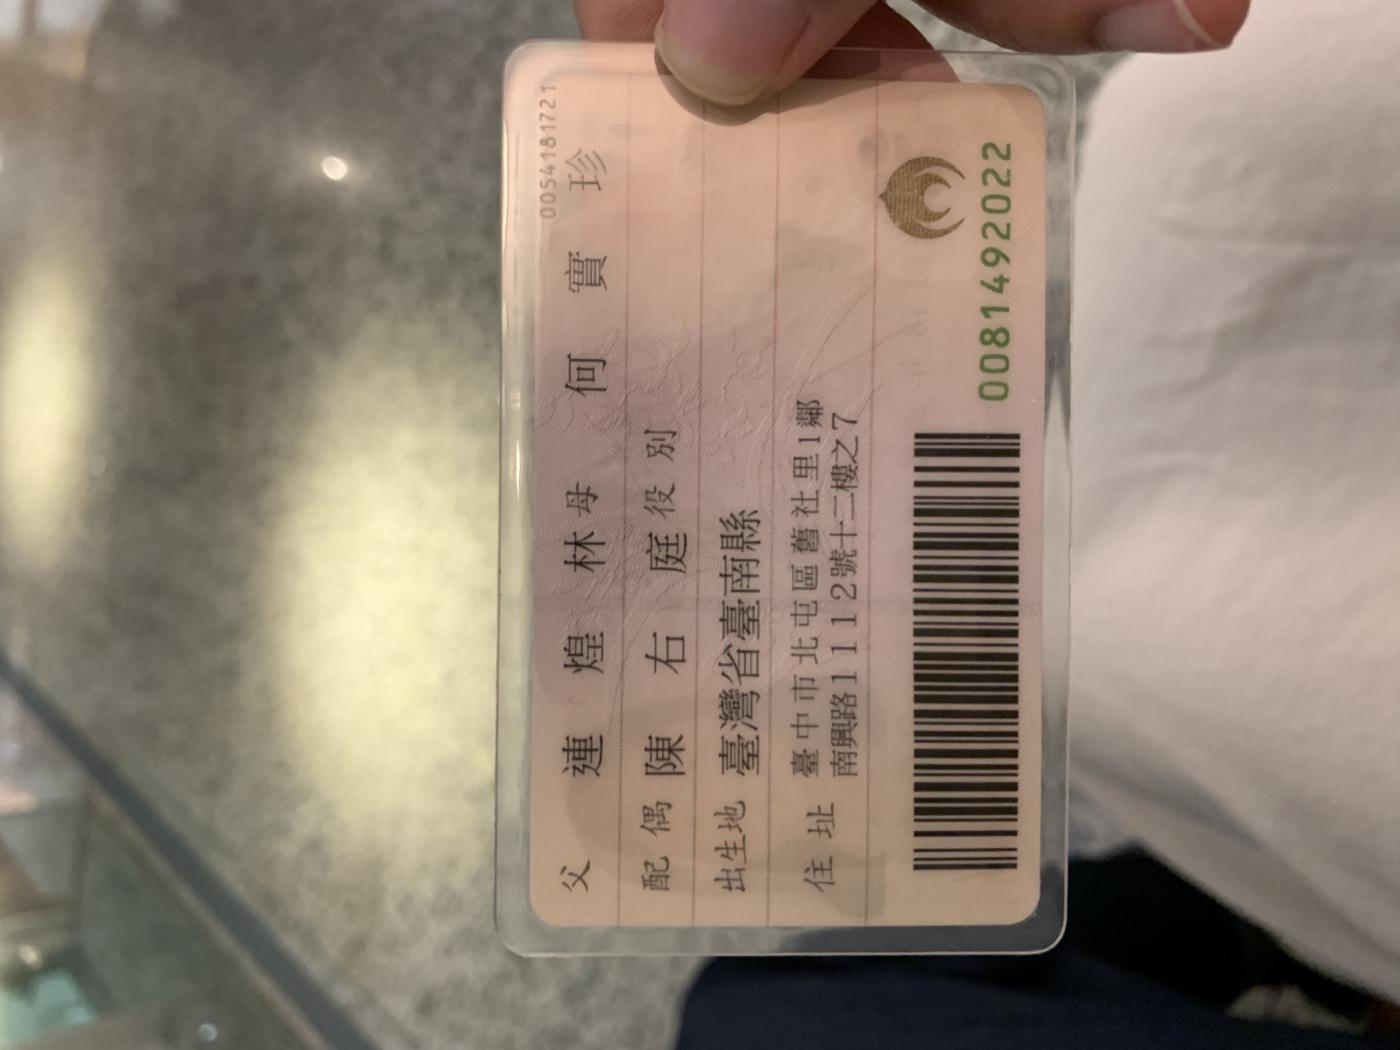 0054181721
父 連煌林 母 何實珍
配偶 陳右庭 役別
出生地 臺灣省臺南縣
住址 臺中市北屯區舊社里1鄰
南興路1112號十二樓之7
0081492022